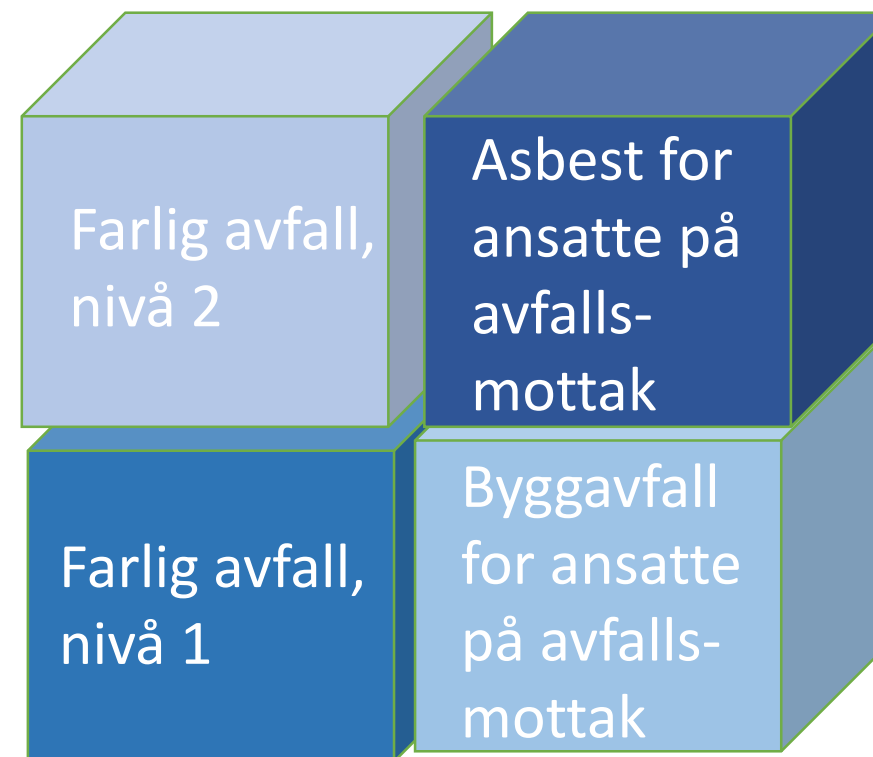 Farlig avfall,
nivå 2
Asbest for
ansatte på
avfalls-
mottak
Farlig avfall,
nivå 1
Byggavfall
for ansatte
på avfalls-
mottak